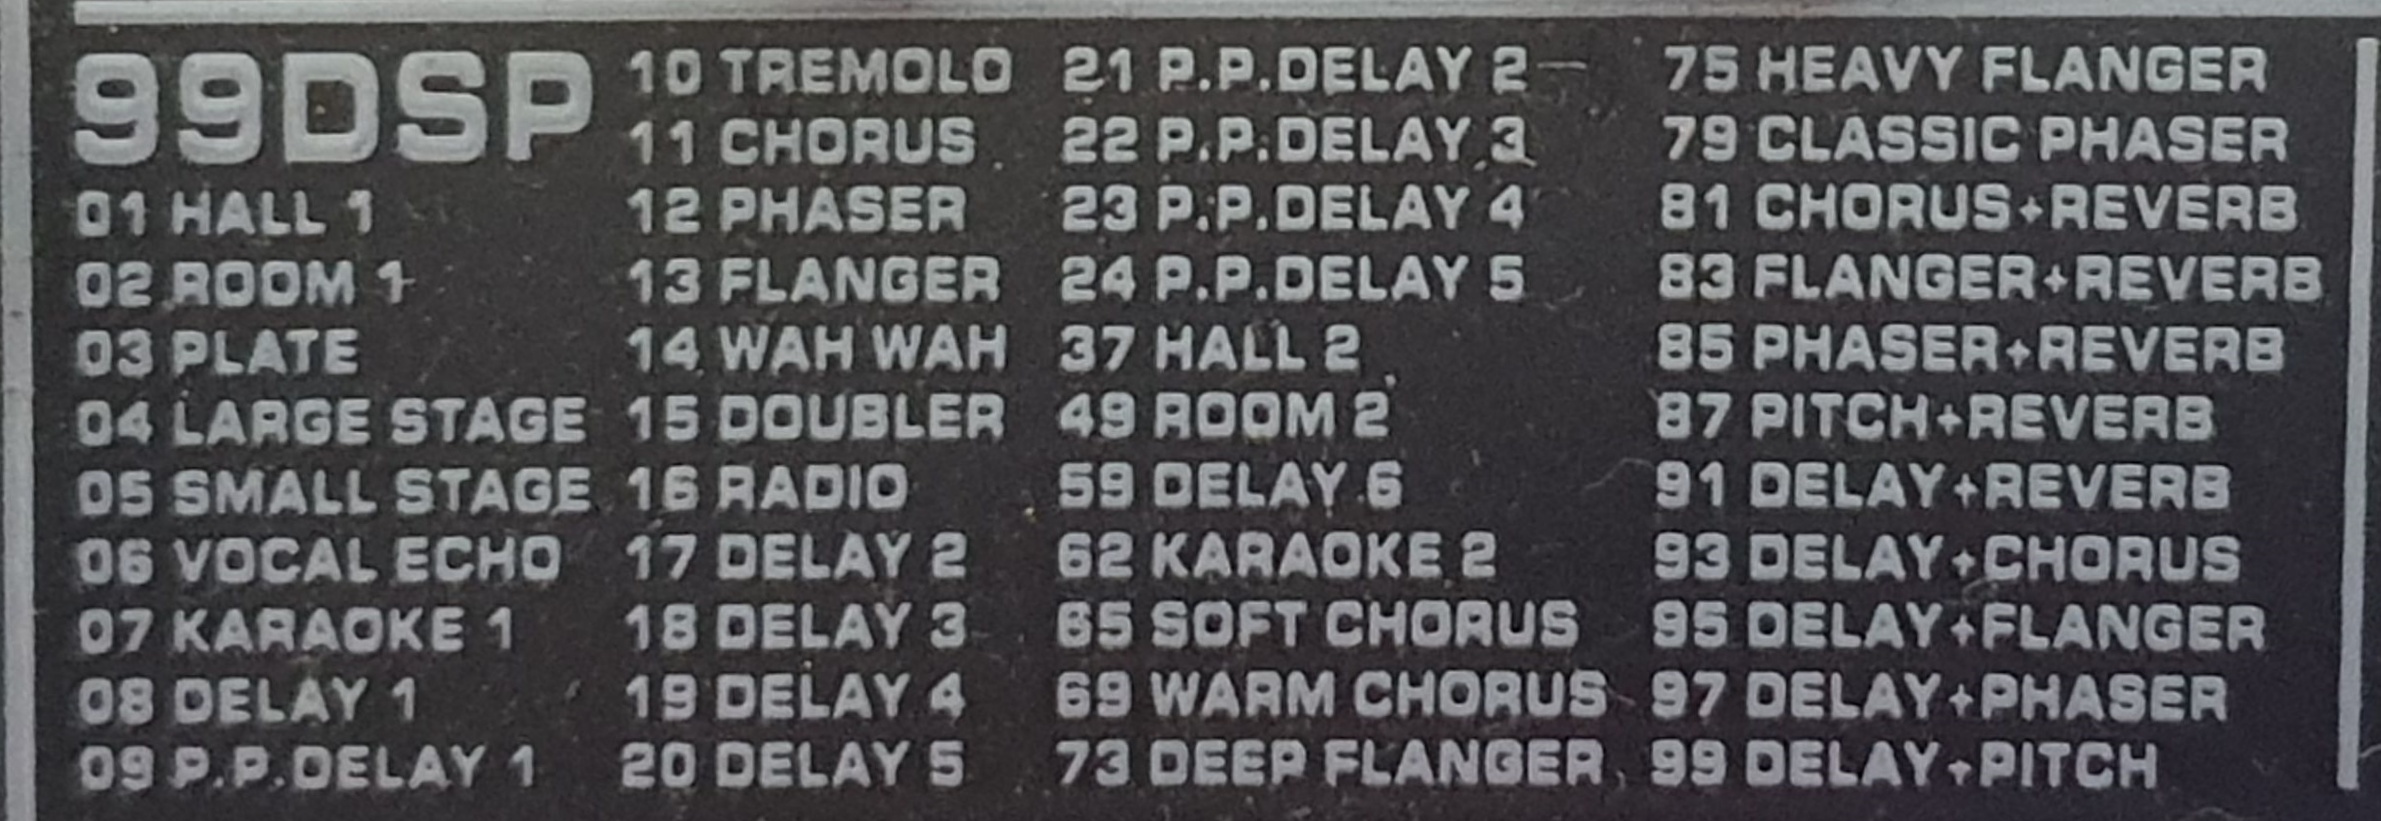 99DSP
01 HALL 1
02 ROOM 1
03 PLATE
04 LARGE STAGE
05 SMALL STAGE
06 VOCAL ECHO
07 KARAOKE 1
08 DELAY 1
09 P.P.DELAY 1
10 TREMOLO
11 CHORUS
12 PHASER
13 FLANGER
14 WAH WAH
15 DOUBLER
16 RADIO
17 DELAY 2
18 DELAY 3
19 DELAY 4
20 DELAY 5
21 P.P.DELAY 2
22 P.P.DELAY 3
23 P.P.DELAY 4
24 P.P.DELAY 5
37 HALL 2
49 ROOM 2
59 DELAY 6
62 KARAOKE 2
65 SOFT CHORUS
69 WARM CHORUS
73 DEEP FLANGER
75 HEAVY FLANGER
79 CLASSIC PHASER
81 CHORUS+REVERB
83 FLANGER+REVERB
85 PHASER+REVERB
87 PITCH+REVERB
91 DELAY+REVERB
93 DELAY+CHORUS
95 DELAY+FLANGER
97 DELAY+PHASER
99 DELAY+PITCH